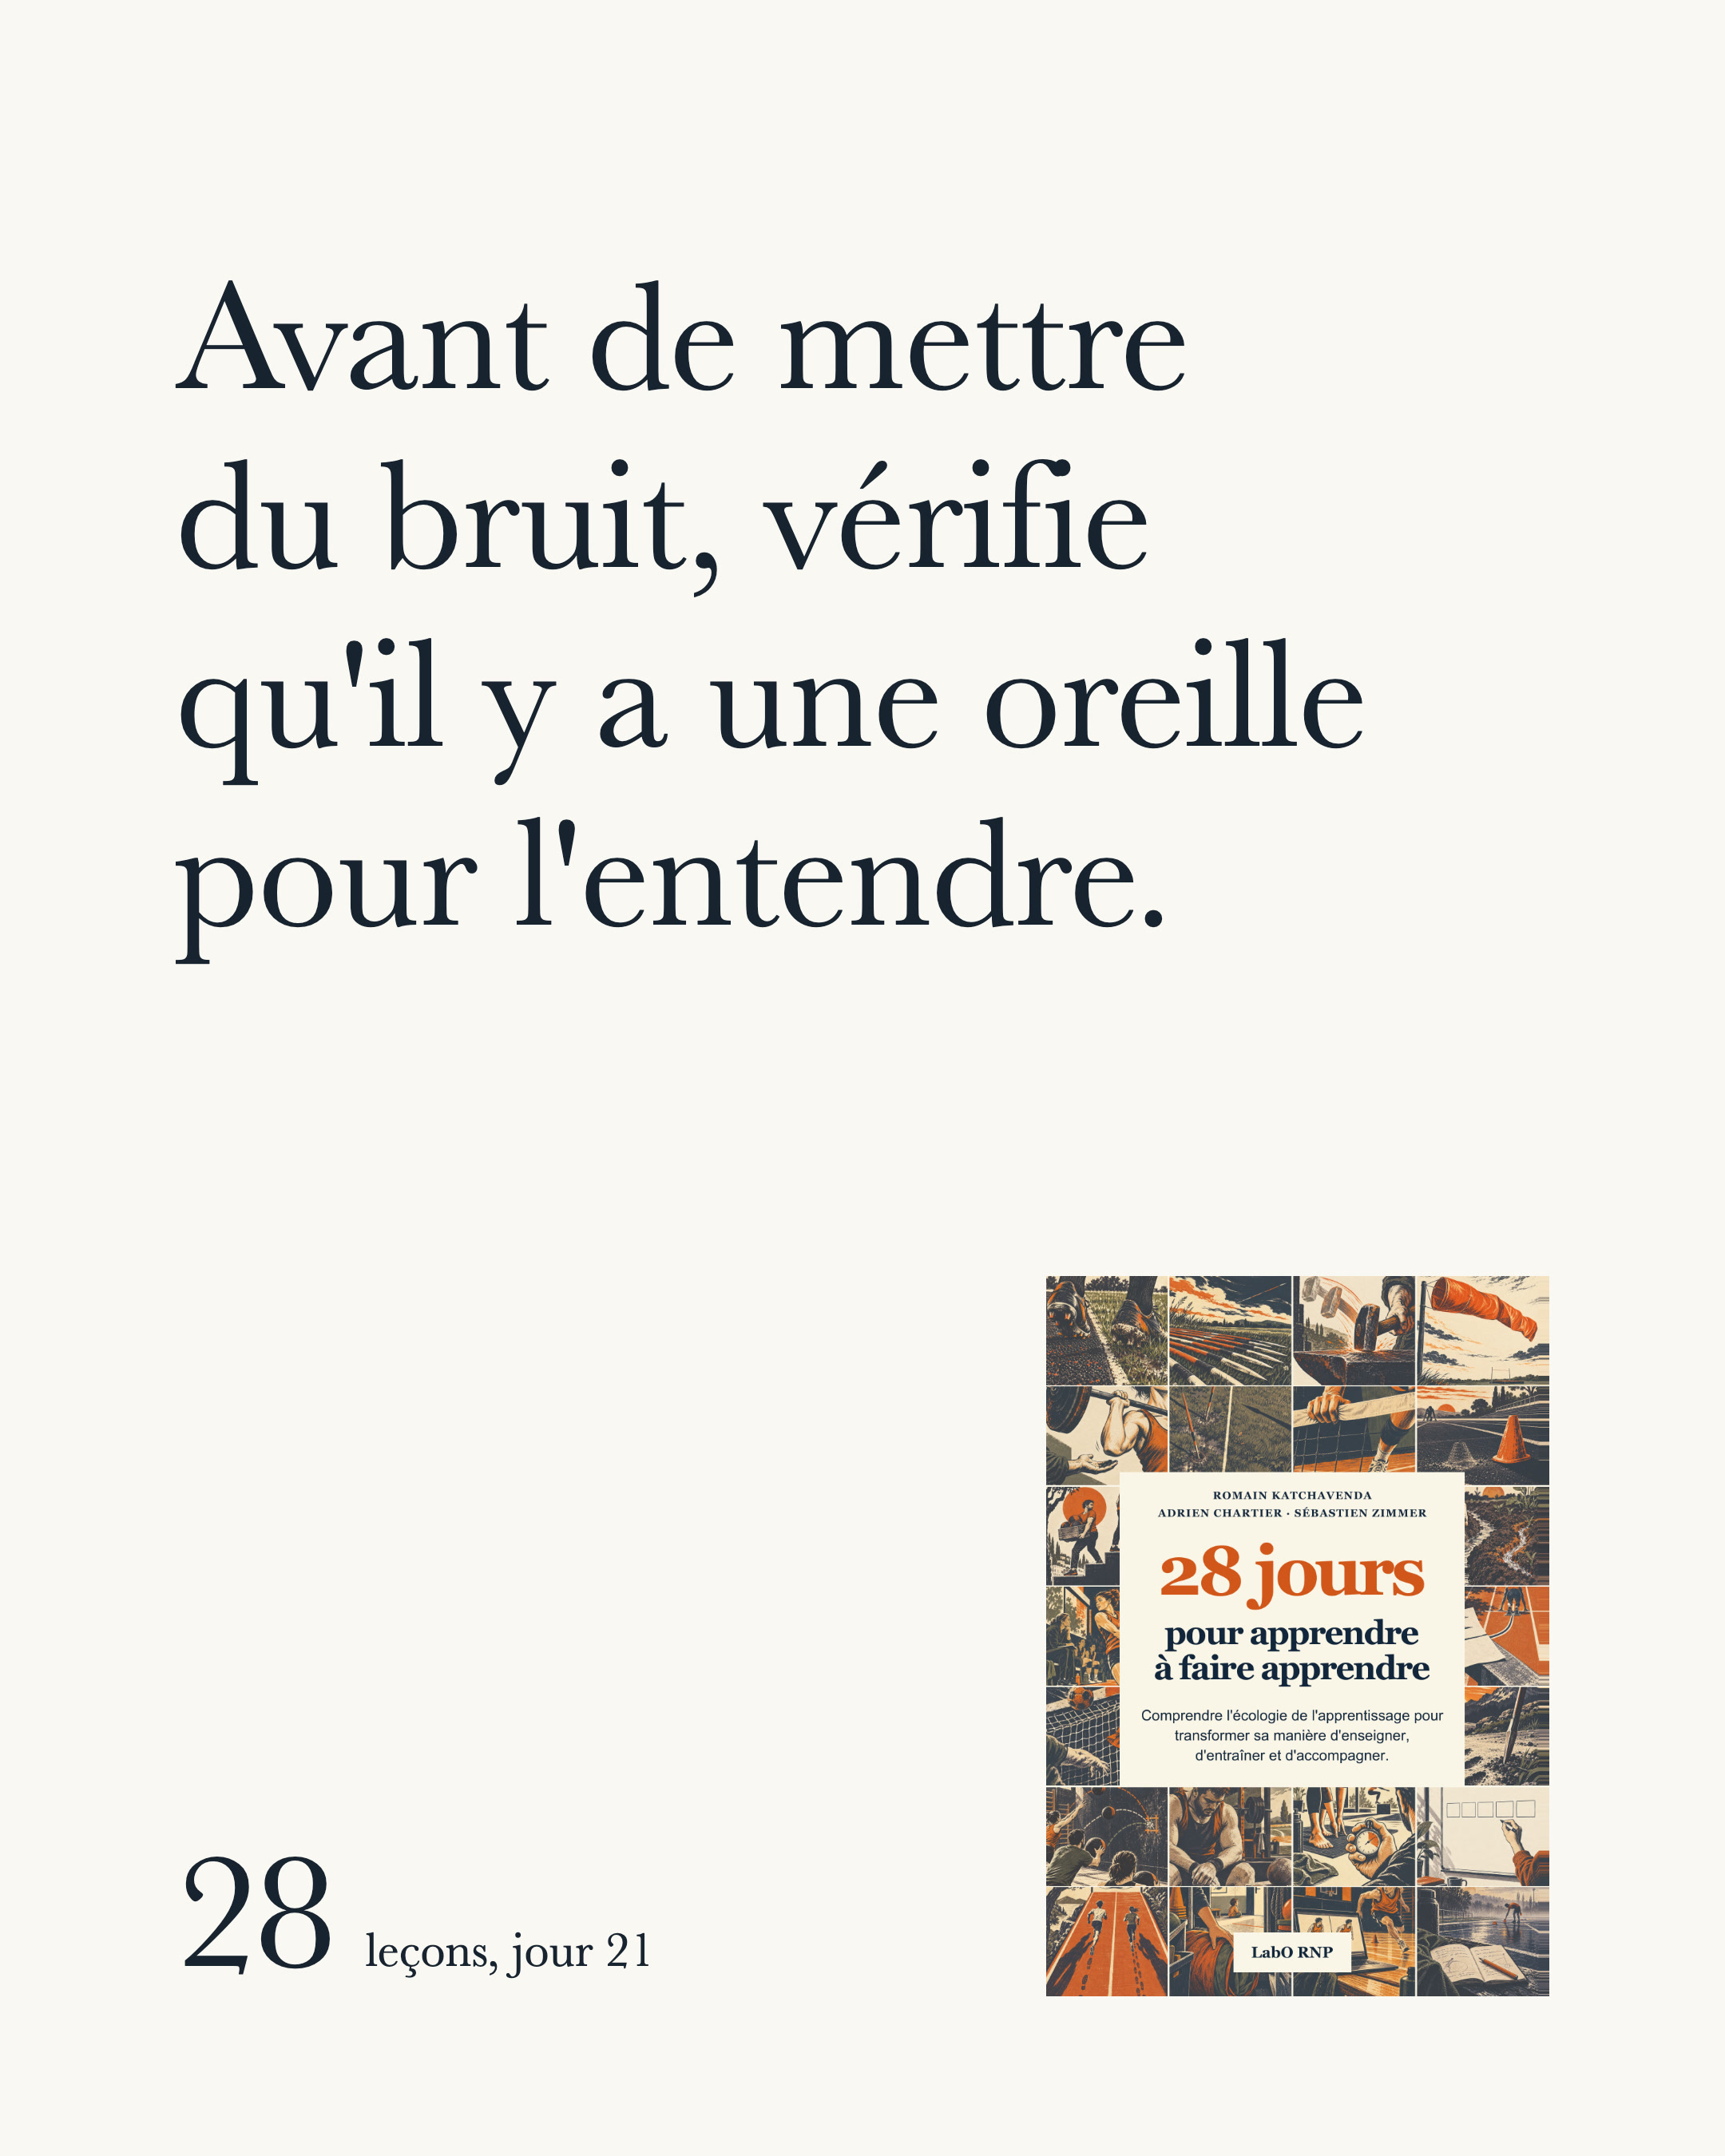 Avant de mettre
du bruit, vérifie
qu'il y a une oreille
pour l'entendre.
ROMAIN KATCHAVENDA
ADRIEN CHARTIER · SÉBASTIEN ZIMMER
28 jours
pour apprendre
à faire apprendre
Comprendre l'écologie de l'apprentissage pour
transformer sa manière d'enseigner,
d'entraîner et d'accompagner.
LabO RNP
28 leçons, jour 21